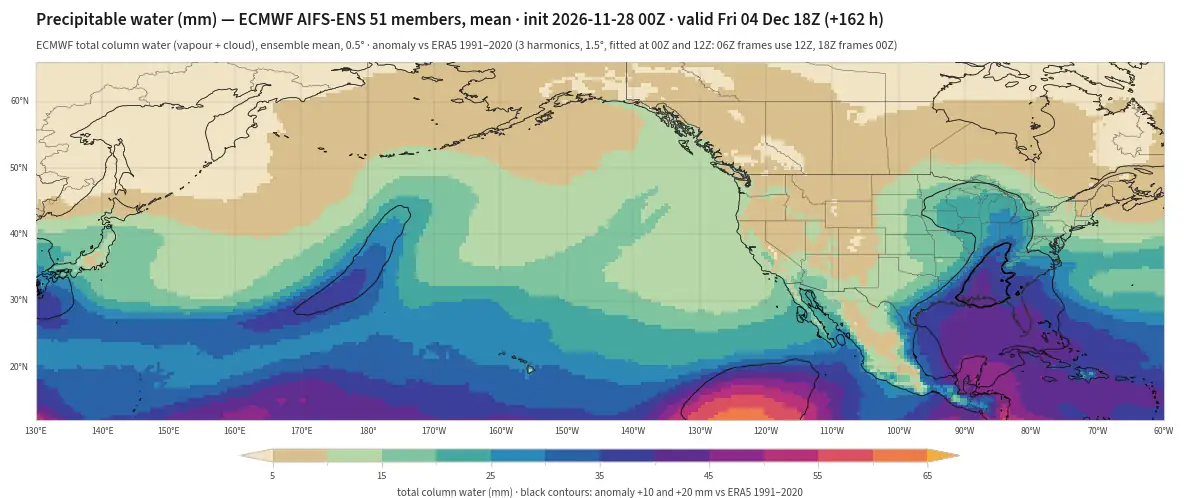 Precipitable water (mm) — ECMWF AIFS-ENS 51 members, mean · init 2026-11-28 00Z · valid Fri 04 Dec 18Z (+162 h)
ECMWF total column water (vapour + cloud), ensemble mean, 0.5° · anomaly vs ERA5 1991–2020 (3 harmonics, 1.5°, fitted at 00Z and 12Z: 06Z frames use 12Z, 18Z frames 00Z)
60°N
50°N
40°N
30°N
20°N
130°E 140°E 150°E 160°E 170°E 180° 170°W 160°W 150°W 140°W 130°W 120°W 110°W 100°W 90°W 80°W 70°W 60°W
5 15 25 35 45 55 65
total column water (mm) · black contours: anomaly +10 and +20 mm vs ERA5 1991–2020